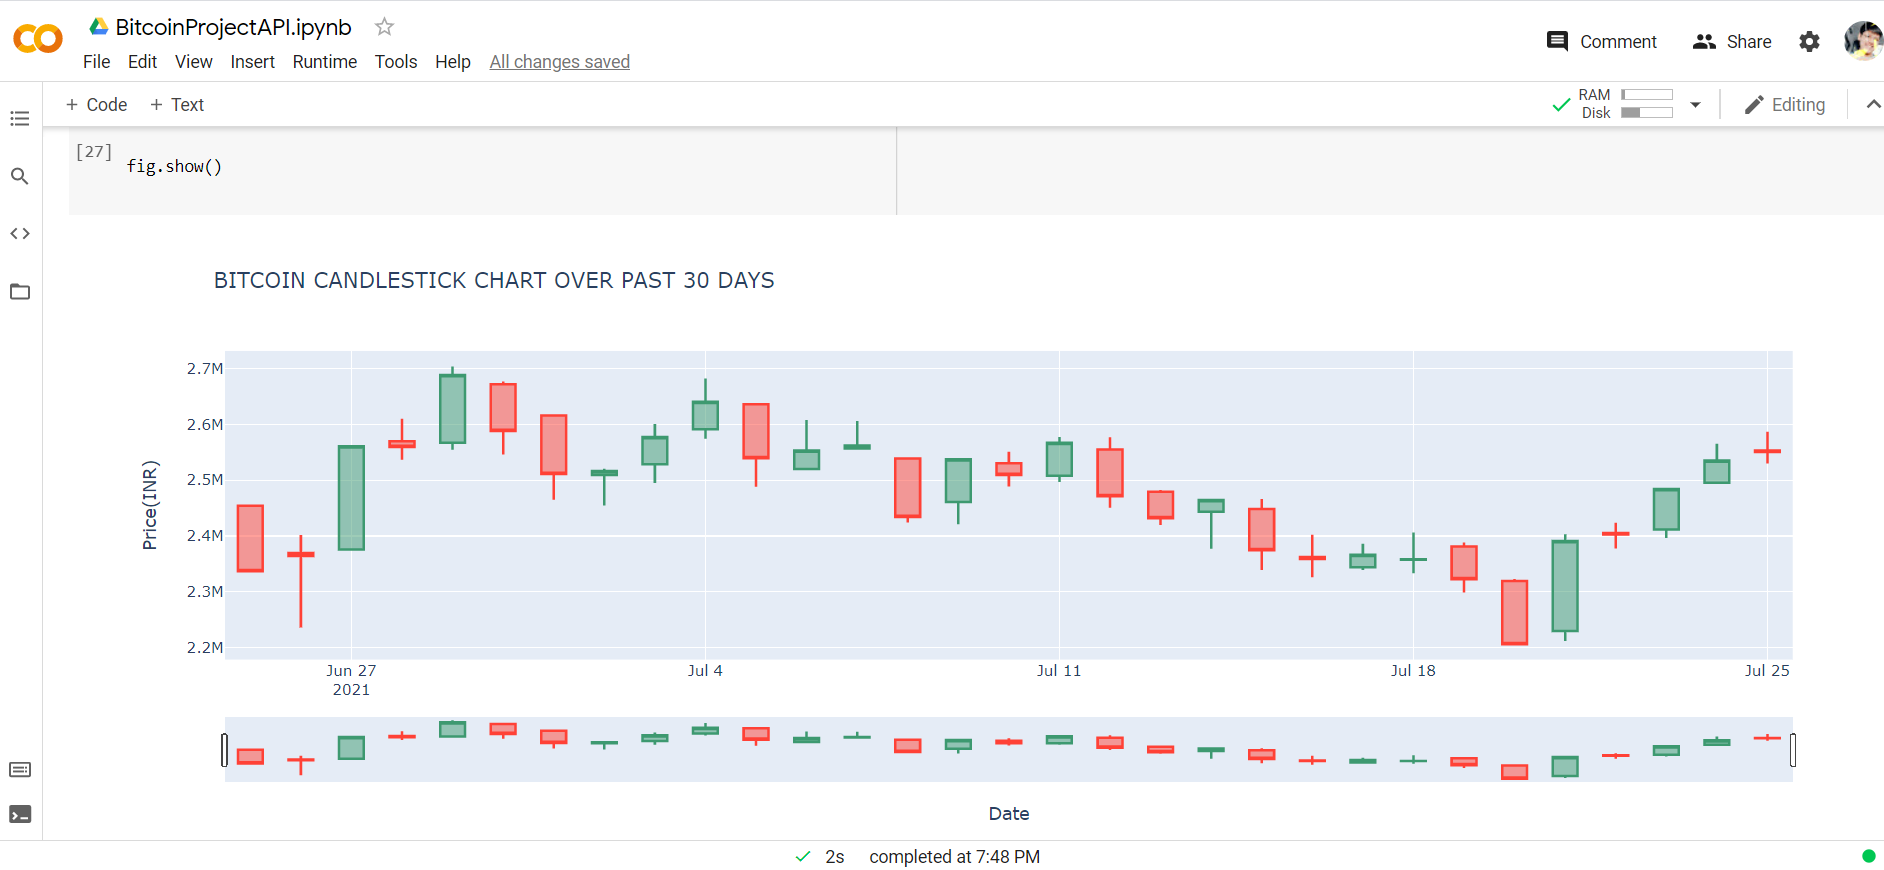 BitcoinProjectAPI.ipynb
File Edit View Insert Runtime Tools Help All changes saved
Comment Share
+ Code + Text
RAM
Disk
Editing
[27]
fig.show()
BITCOIN CANDLESTICK CHART OVER PAST 30 DAYS
Price(INR)
2.7M
2.6M
2.5M
2.4M
2.3M
2.2M
Jun 27
2021
Jul 4
Jul 11
Jul 18
Jul 25
Date
2s completed at 7:48 PM